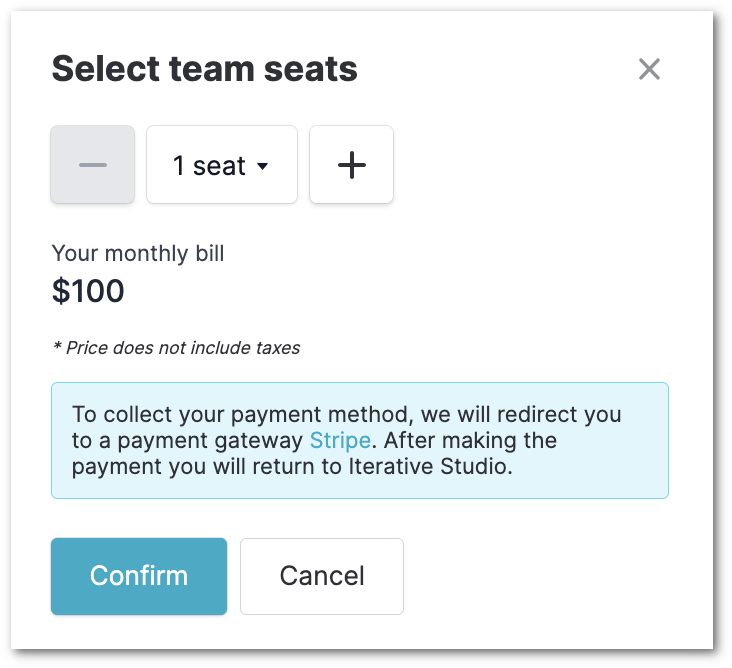 Select team seats
1 seat
Your monthly bill
$100
* Price does not include taxes
To collect your payment method, we will redirect you
to a payment gateway Stripe. After making the
payment you will return to Iterative Studio.
Confirm
Cancel